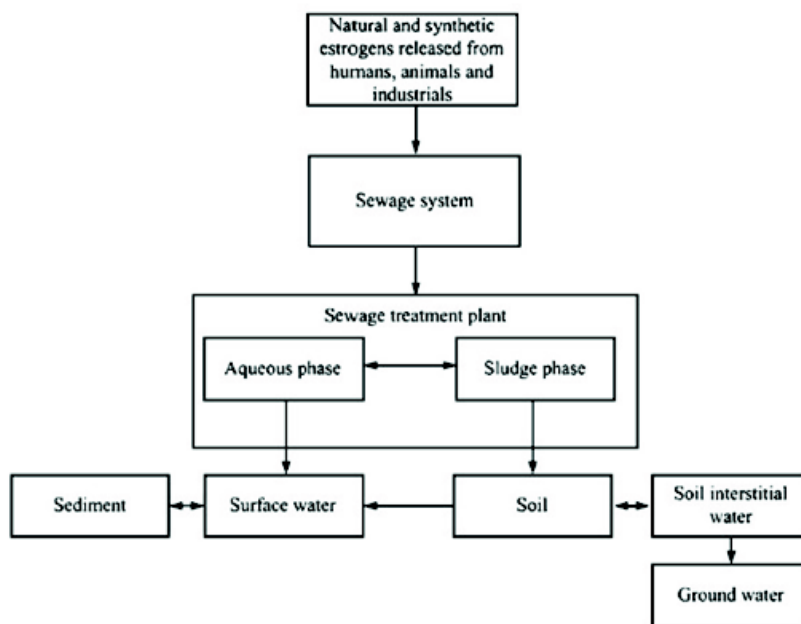 Natural and synthetic
estrogens released from
humans, animals and
industrials
Sewage system
Sewage treatment plant
Aqueous phase
Sludge phase
Sediment
Surface water
Soil
Soil interstitial
water
Ground water